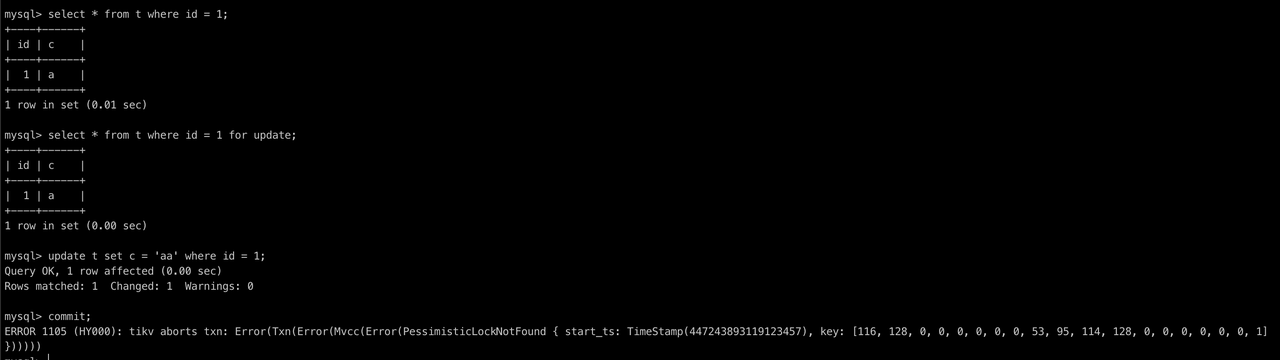 mysql> select * from t where id = 1;
+----+------+
| id | c    |
+----+------+
|  1 | a    |
+----+------+
1 row in set (0.01 sec)
mysql> select * from t where id = 1 for update;
+----+------+
| id | c    |
+----+------+
|  1 | a    |
+----+------+
1 row in set (0.00 sec)
mysql> update t set c = 'aa' where id = 1;
Query OK, 1 row affected (0.00 sec)
Rows matched: 1  Changed: 1  Warnings: 0
mysql> commit;
ERROR 1105 (HY000): tikv aborts txn: Error(Txn(Error(Mvcc(Error(PessimisticLockNotFound { start_ts: TimeStamp(447243893119123457), key: [116, 128, 0, 0, 0, 0, 0, 0, 53, 95, 114, 128, 0, 0, 0, 0, 0, 0, 1]
}))))))
mysql>